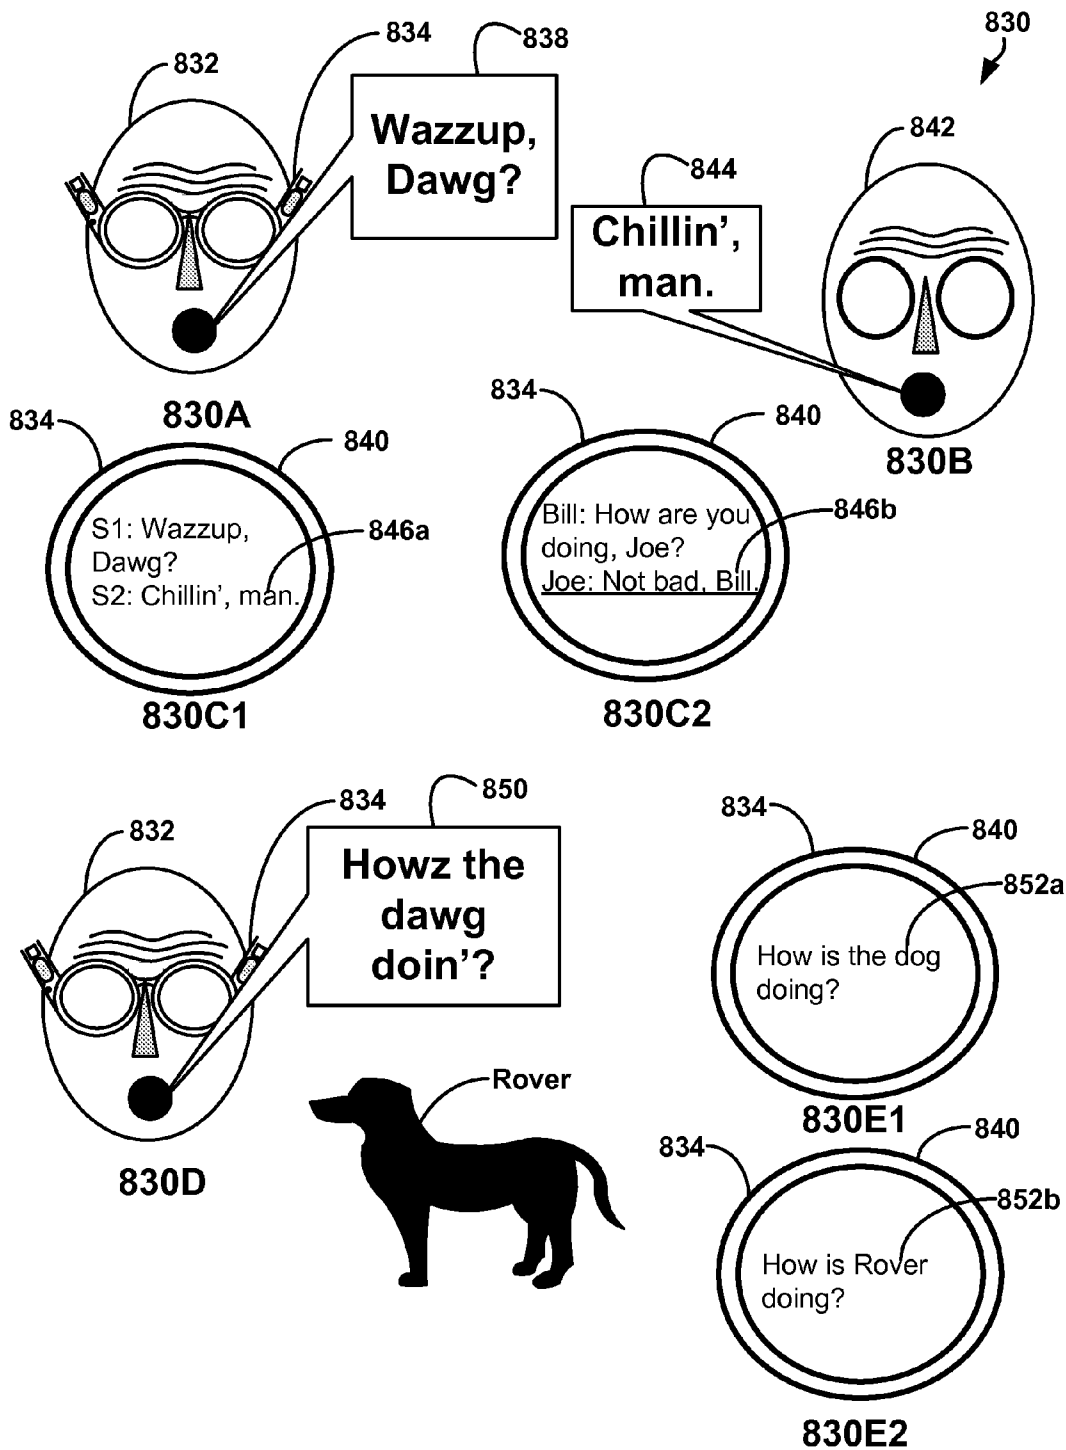 830
832
834
838
Wazzup,
Dawg?
842
844
Chillin’,
man.
830A
830B
834
840
S1: Wazzup,
Dawg?
S2: Chillin’, man.
846a
830C1
834
840
Bill: How are you
doing, Joe?
Joe: Not bad, Bill.
846b
830C2
832
834
850
Howz the
dawg
doin’?
830D
Rover
834
840
852a
How is the dog
doing?
830E1
834
840
852b
How is Rover
doing?
830E2